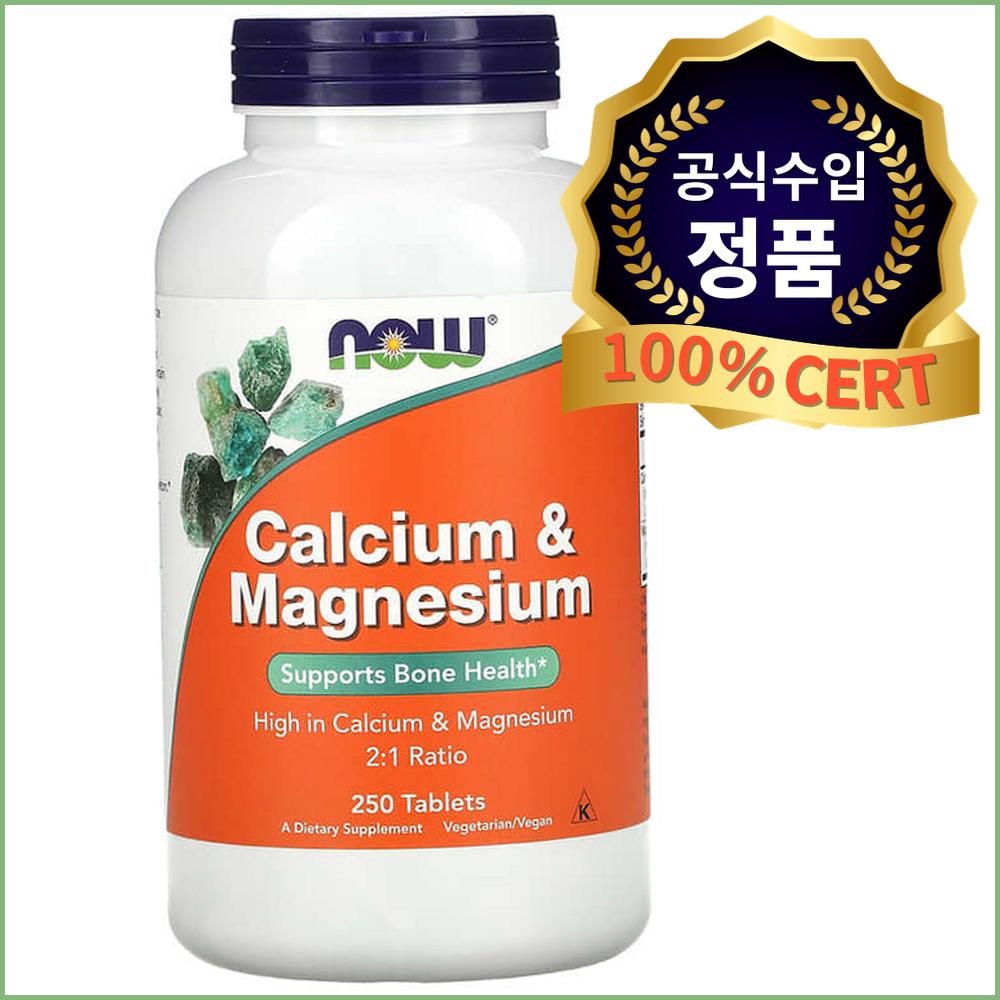 공식수입
정품
100% CERT
NOW®
Calcium &
Magnesium
Supports Bone Health*
High in Calcium & Magnesium
2:1 Ratio
250 Tablets
A Dietary Supplement Vegetarian/Vegan
K